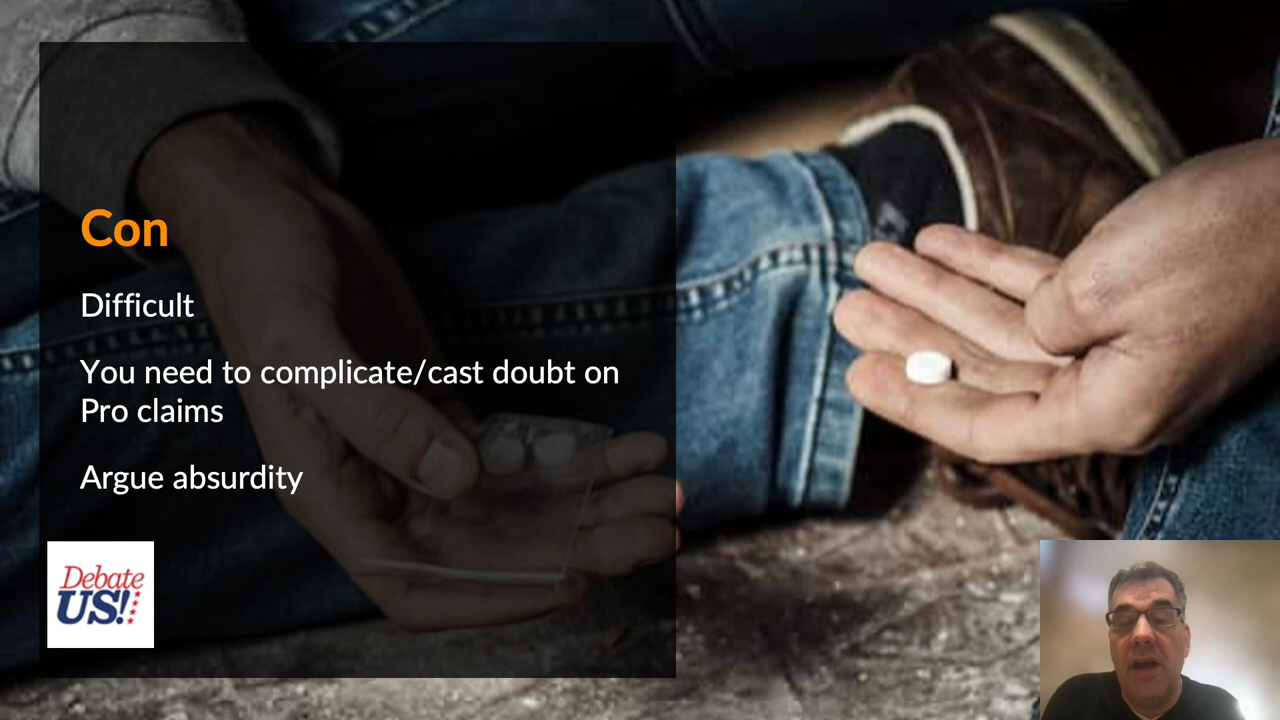 Con
Difficult
You need to complicate/cast doubt on
Pro claims
Argue absurdity
Debate
US!